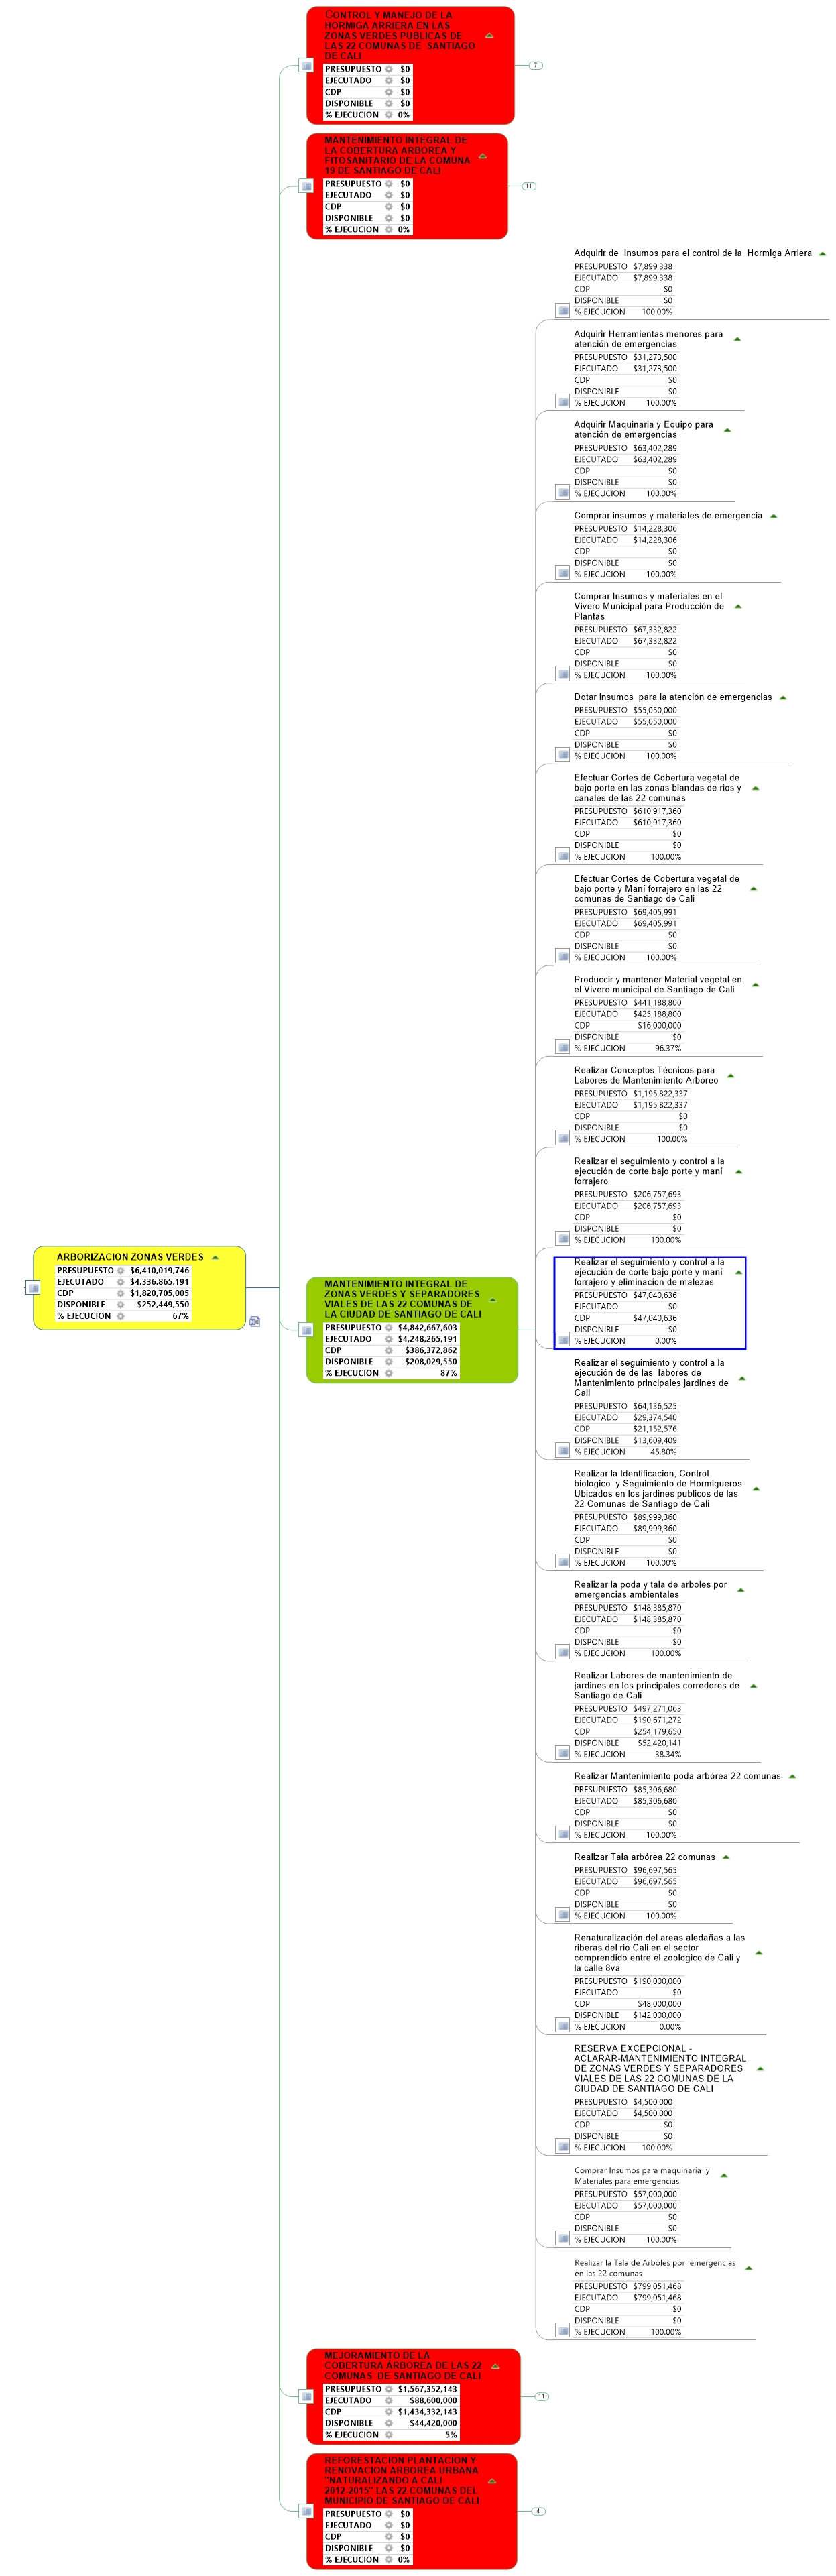 CONTROL Y MANEJO DE LA
HORMIGA ARRIERA EN LAS
ZONAS VERDES PUBLICAS DE
LAS 22 COMUNAS DE SANTIAGO
DE CALI
PRESUPUESTO $0
EJECUTADO $0
CDP $0
DISPONIBLE $0
% EJECUCION 0%
7
MANTENIMIENTO INTEGRAL DE
LA COBERTURA ARBOREA Y
FITOSANITARIO DE LA COMUNA
19 DE SANTIAGO DE CALI
PRESUPUESTO $0
EJECUTADO $0
CDP $0
DISPONIBLE $0
% EJECUCION 0%
11
Adquirir de Insumos para el control de la Hormiga Arriera
PRESUPUESTO $7,899,338
EJECUTADO $7,899,338
CDP $0
DISPONIBLE $0
% EJECUCION 100.00%
Adquirir Herramientas menores para
atención de emergencias
PRESUPUESTO $31,273,500
EJECUTADO $31,273,500
CDP $0
DISPONIBLE $0
% EJECUCION 100.00%
Adquirir Maquinaria y Equipo para
atención de emergencias
PRESUPUESTO $63,402,289
EJECUTADO $63,402,289
CDP $0
DISPONIBLE $0
% EJECUCION 100.00%
Comprar insumos y materiales de emergencia
PRESUPUESTO $14,228,306
EJECUTADO $14,228,306
CDP $0
DISPONIBLE $0
% EJECUCION 100.00%
Comprar Insumos y materiales en el
Vivero Municipal para Producción de
Plantas
PRESUPUESTO $67,332,822
EJECUTADO $67,332,822
CDP $0
DISPONIBLE $0
% EJECUCION 100.00%
Dotar insumos para la atención de emergencias
PRESUPUESTO $55,050,000
EJECUTADO $55,050,000
CDP $0
DISPONIBLE $0
% EJECUCION 100.00%
Efectuar Cortes de Cobertura vegetal de
bajo porte en las zonas blandas de rios y
canales de las 22 comunas
PRESUPUESTO $610,917,360
EJECUTADO $610,917,360
CDP $0
DISPONIBLE $0
% EJECUCION 100.00%
Efectuar Cortes de Cobertura vegetal de
bajo porte y Maní forrajero en las 22
comunas de Santiago de Cali
PRESUPUESTO $69,405,991
EJECUTADO $69,405,991
CDP $0
DISPONIBLE $0
% EJECUCION 100.00%
Produccir y mantener Material vegetal en
el Vivero municipal de Santiago de Cali
PRESUPUESTO $441,188,800
EJECUTADO $425,188,800
CDP $16,000,000
DISPONIBLE $0
% EJECUCION 96.37%
Realizar Conceptos Técnicos para
Labores de Mantenimiento Arbóreo
PRESUPUESTO $1,195,822,337
EJECUTADO $1,195,822,337
CDP $0
DISPONIBLE $0
% EJECUCION 100.00%
Realizar el seguimiento y control a la
ejecución de corte bajo porte y maní
forrajero
PRESUPUESTO $206,757,693
EJECUTADO $206,757,693
CDP $0
DISPONIBLE $0
% EJECUCION 100.00%
ARBORIZACION ZONAS VERDES
PRESUPUESTO $6,410,019,746
EJECUTADO $4,336,865,191
CDP $1,820,705,005
DISPONIBLE $252,449,550
% EJECUCION 67%
MANTENIMIENTO INTEGRAL DE
ZONAS VERDES Y SEPARADORES
VIALES DE LAS 22 COMUNAS DE
LA CIUDAD DE SANTIAGO DE CALI
PRESUPUESTO $4,842,667,603
EJECUTADO $4,248,265,191
CDP $386,372,862
DISPONIBLE $208,029,550
% EJECUCION 87%
Realizar el seguimiento y control a la
ejecución de corte bajo porte y maní
forrajero y eliminacion de malezas
PRESUPUESTO $47,040,636
EJECUTADO $0
CDP $47,040,636
DISPONIBLE $0
% EJECUCION 0.00%
Realizar el seguimiento y control a la
ejecución de de las labores de
Mantenimiento principales jardines de
Cali
PRESUPUESTO $64,136,525
EJECUTADO $29,374,540
CDP $21,152,576
DISPONIBLE $13,609,409
% EJECUCION 45.80%
Realizar la Identificacion, Control
biologico y Seguimiento de Hormigueros
Ubicados en los jardines publicos de las
22 Comunas de Santiago de Cali
PRESUPUESTO $89,999,360
EJECUTADO $89,999,360
CDP $0
DISPONIBLE $0
% EJECUCION 100.00%
Realizar la poda y tala de arboles por
emergencias ambientales
PRESUPUESTO $148,385,870
EJECUTADO $148,385,870
CDP $0
DISPONIBLE $0
% EJECUCION 100.00%
Realizar Labores de mantenimiento de
jardines en los principales corredores de
Santiago de Cali
PRESUPUESTO $497,271,063
EJECUTADO $190,671,272
CDP $254,179,650
DISPONIBLE $52,420,141
% EJECUCION 38.34%
Realizar Mantenimiento poda arbórea 22 comunas
PRESUPUESTO $85,306,680
EJECUTADO $85,306,680
CDP $0
DISPONIBLE $0
% EJECUCION 100.00%
Realizar Tala arbórea 22 comunas
PRESUPUESTO $96,697,565
EJECUTADO $96,697,565
CDP $0
DISPONIBLE $0
% EJECUCION 100.00%
Renaturalización del areas aledañas a las
riberas del rio Cali en el sector
comprendido entre el zoologico de Cali y
la calle 8va
PRESUPUESTO $190,000,000
EJECUTADO $0
CDP $48,000,000
DISPONIBLE $142,000,000
% EJECUCION 0.00%
RESERVA EXCEPCIONAL -
ACLARAR-MANTENIMIENTO INTEGRAL
DE ZONAS VERDES Y SEPARADORES
VIALES DE LAS 22 COMUNAS DE LA
CIUDAD DE SANTIAGO DE CALI
PRESUPUESTO $4,500,000
EJECUTADO $4,500,000
CDP $0
DISPONIBLE $0
% EJECUCION 100.00%
Comprar Insumos para maquinaria y
Materiales para emergencias
PRESUPUESTO $57,000,000
EJECUTADO $57,000,000
CDP $0
DISPONIBLE $0
% EJECUCION 100.00%
Realizar la Tala de Arboles por emergencias
en las 22 comunas
PRESUPUESTO $799,051,468
EJECUTADO $799,051,468
CDP $0
DISPONIBLE $0
% EJECUCION 100.00%
MEJORAMIENTO DE LA
COBERTURA ÁRBOREA DE LAS 22
COMUNAS DE SANTIAGO DE CALI
PRESUPUESTO $1,567,352,143
EJECUTADO $88,600,000
CDP $1,434,332,143
DISPONIBLE $44,420,000
% EJECUCION 5%
11
REFORESTACION PLANTACION Y
RENOVACION ARBOREA URBANA
"NATURALIZANDO A CALI
2012-2015" LAS 22 COMUNAS DEL
MUNICIPIO DE SANTIAGO DE CALI
PRESUPUESTO $0
EJECUTADO $0
CDP $0
DISPONIBLE $0
% EJECUCION 0%
4